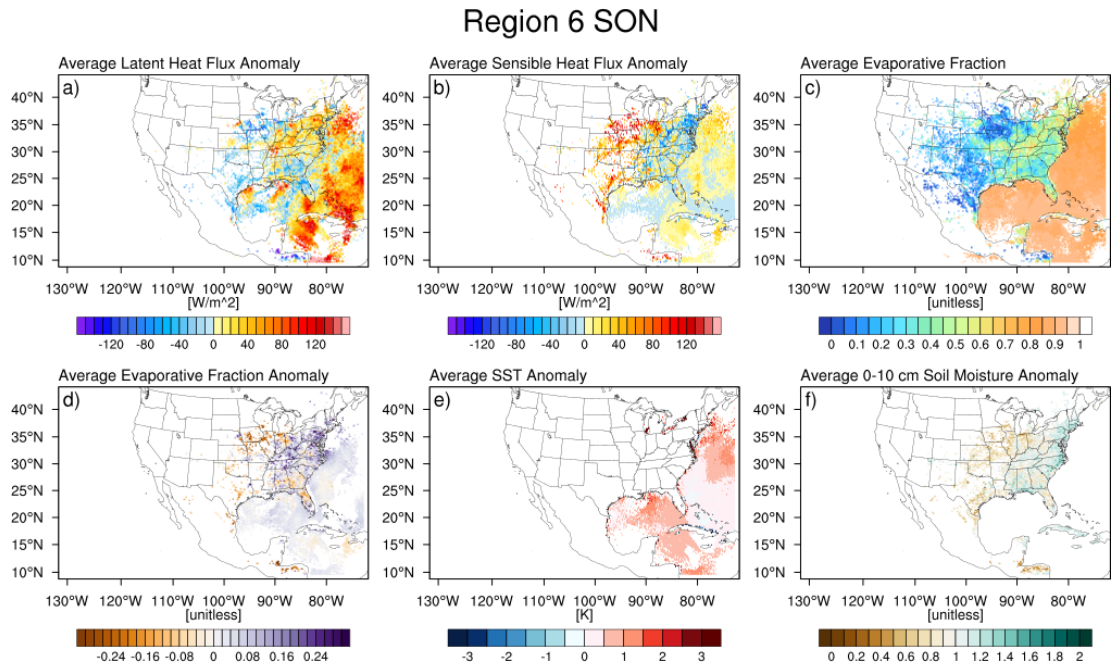 Region 6 SON
Average Latent Heat Flux Anomaly
Average Sensible Heat Flux Anomaly
Average Evaporative Fraction
a)
b)
c)
40°N
35°N
30°N
25°N
20°N
15°N
10°N
40°N
35°N
30°N
25°N
20°N
15°N
10°N
40°N
35°N
30°N
25°N
20°N
15°N
10°N
130°W 120°W 110°W 100°W 90°W 80°W
130°W 120°W 110°W 100°W 90°W 80°W
130°W 120°W 110°W 100°W 90°W 80°W
[W/m^2]
[W/m^2]
[unitless]
-120 -80 -40 0 40 80 120
-120 -80 -40 0 40 80 120
0 0.1 0.2 0.3 0.4 0.5 0.6 0.7 0.8 0.9 1
Average Evaporative Fraction Anomaly
Average SST Anomaly
Average 0-10 cm Soil Moisture Anomaly
d)
e)
f)
40°N
35°N
30°N
25°N
20°N
15°N
10°N
40°N
35°N
30°N
25°N
20°N
15°N
10°N
40°N
35°N
30°N
25°N
20°N
15°N
10°N
130°W 120°W 110°W 100°W 90°W 80°W
130°W 120°W 110°W 100°W 90°W 80°W
130°W 120°W 110°W 100°W 90°W 80°W
[unitless]
[K]
[unitless]
-0.24 -0.16 -0.08 0 0.08 0.16 0.24
-3 -2 -1 0 1 2 3
0 0.2 0.4 0.6 0.8 1 1.2 1.4 1.6 1.8 2